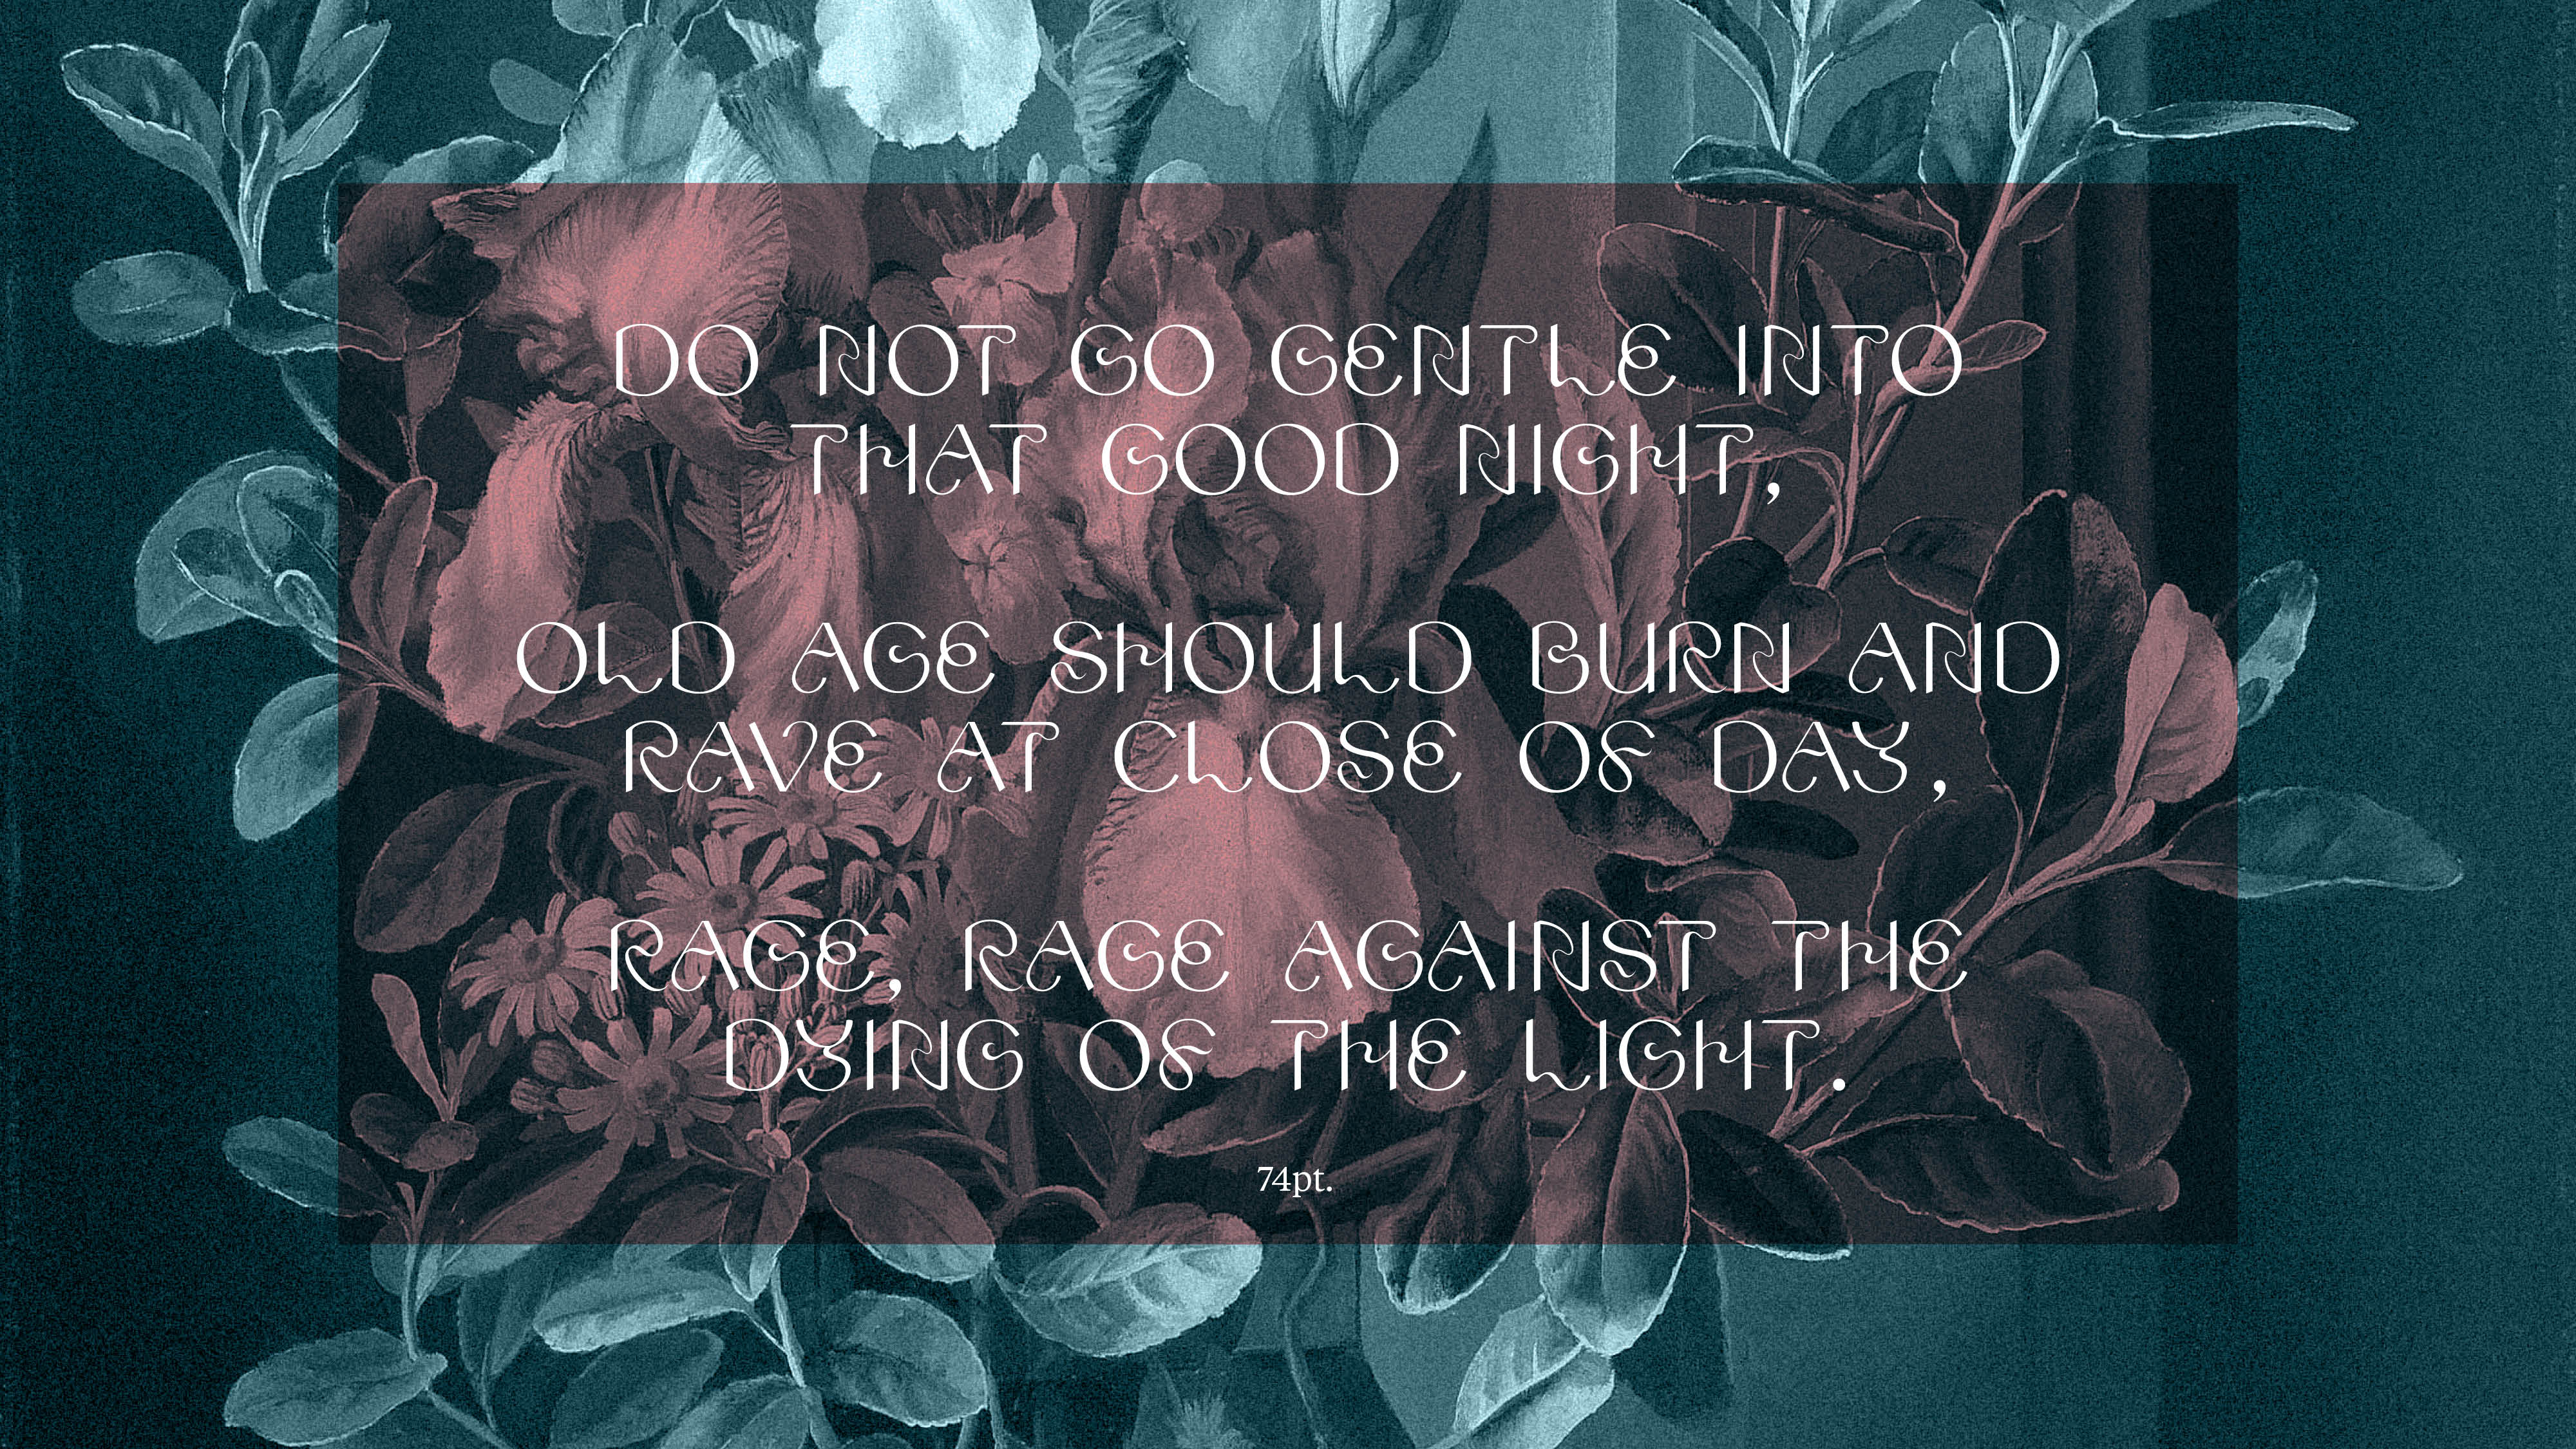 DO NOT GO GENTLE INTO
THAT GOOD NIGHT,
OLD AGE SHOULD BURN AND
RAVE AT CLOSE OF DAY,
RAGE, RAGE AGAINST THE
DYING OF THE LIGHT.
74pt.